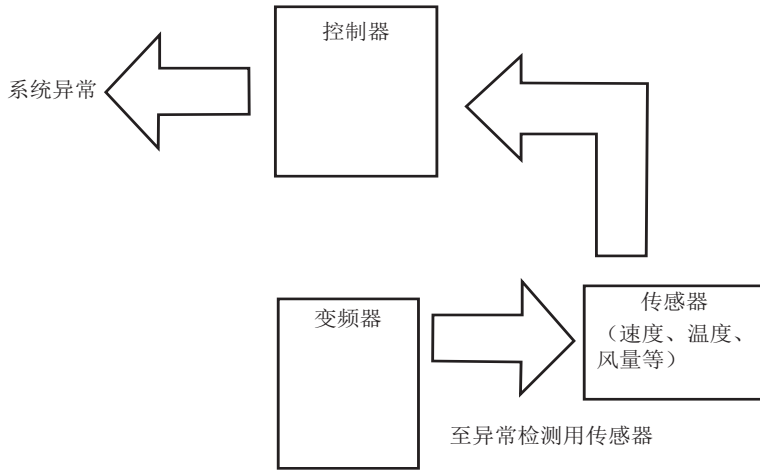 控制器
系统异常
变频器
传感器
（速度、温度、
风量等）
至异常检测用传感器